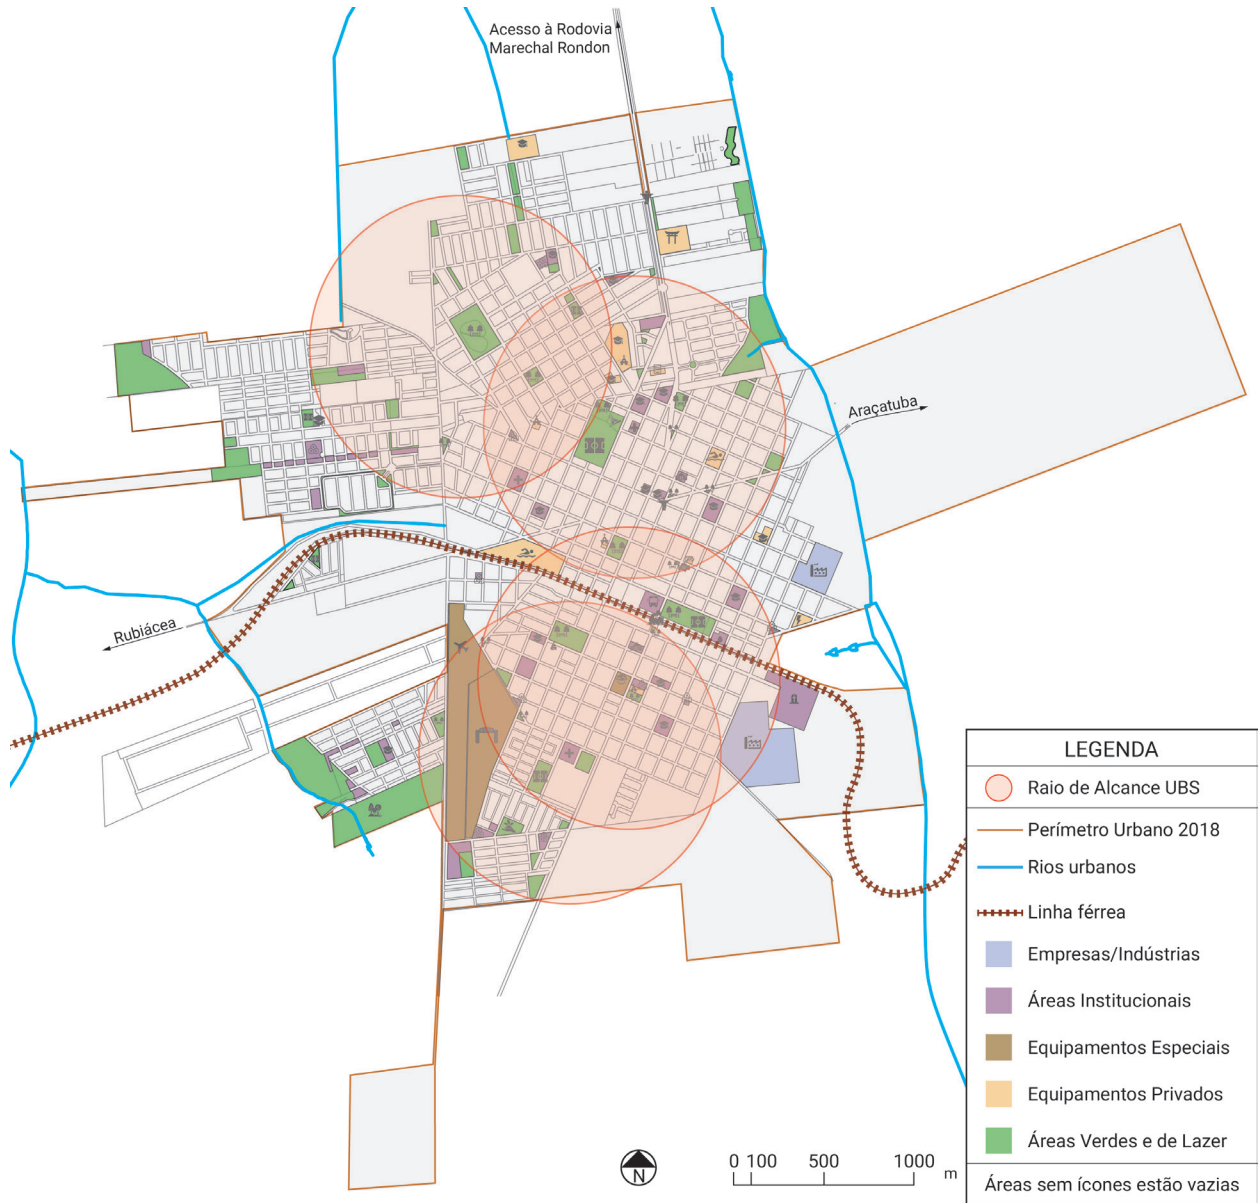 Acesso à Rodovia
Marechal Rondon
Araçatuba
Rubiácea
LEGENDA
Raio de Alcance UBS
Perímetro Urbano 2018
Rios urbanos
Linha férrea
Empresas/Indústrias
Áreas Institucionais
Equipamentos Especiais
Equipamentos Privados
Áreas Verdes e de Lazer
Áreas sem ícones estão vazias
N
0 100 500 1000 m